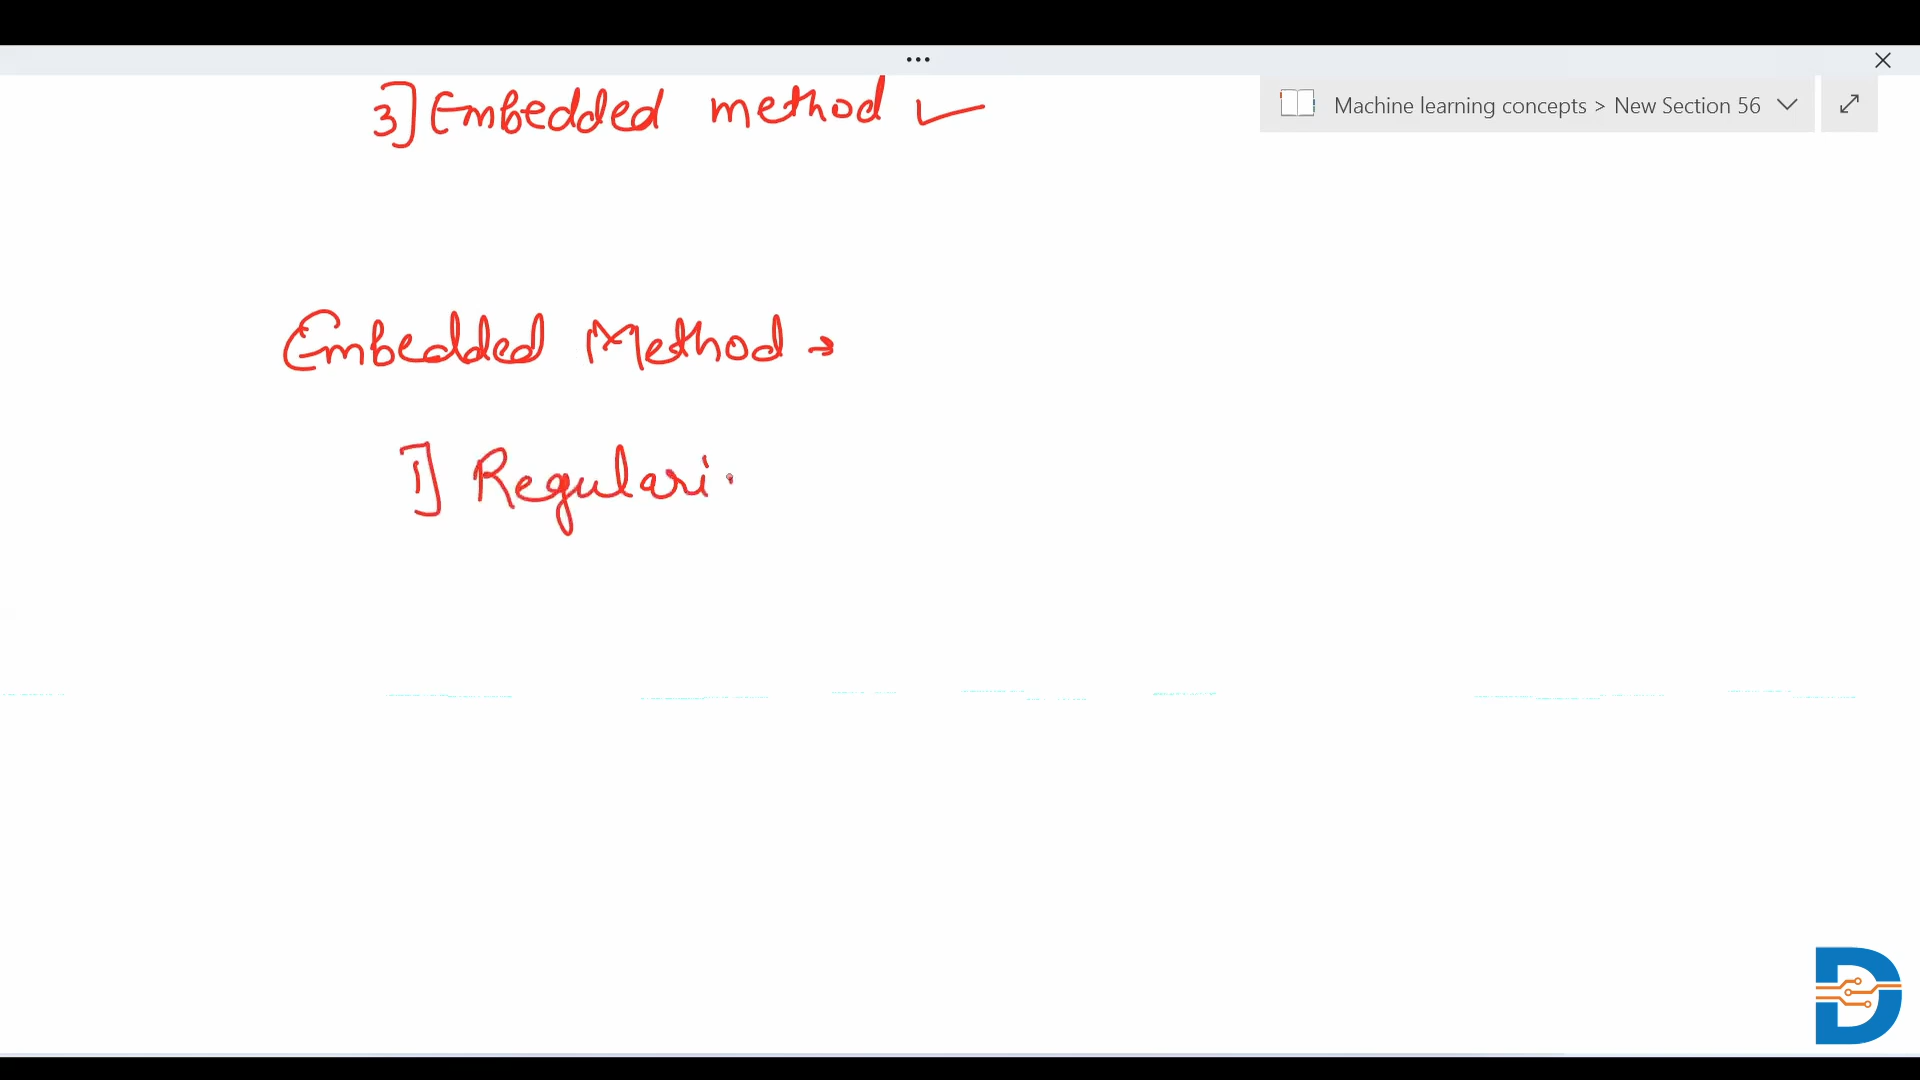 3] Embedded method
Machine learning concepts > New Section 56
Embedded Method →
1] Regulari